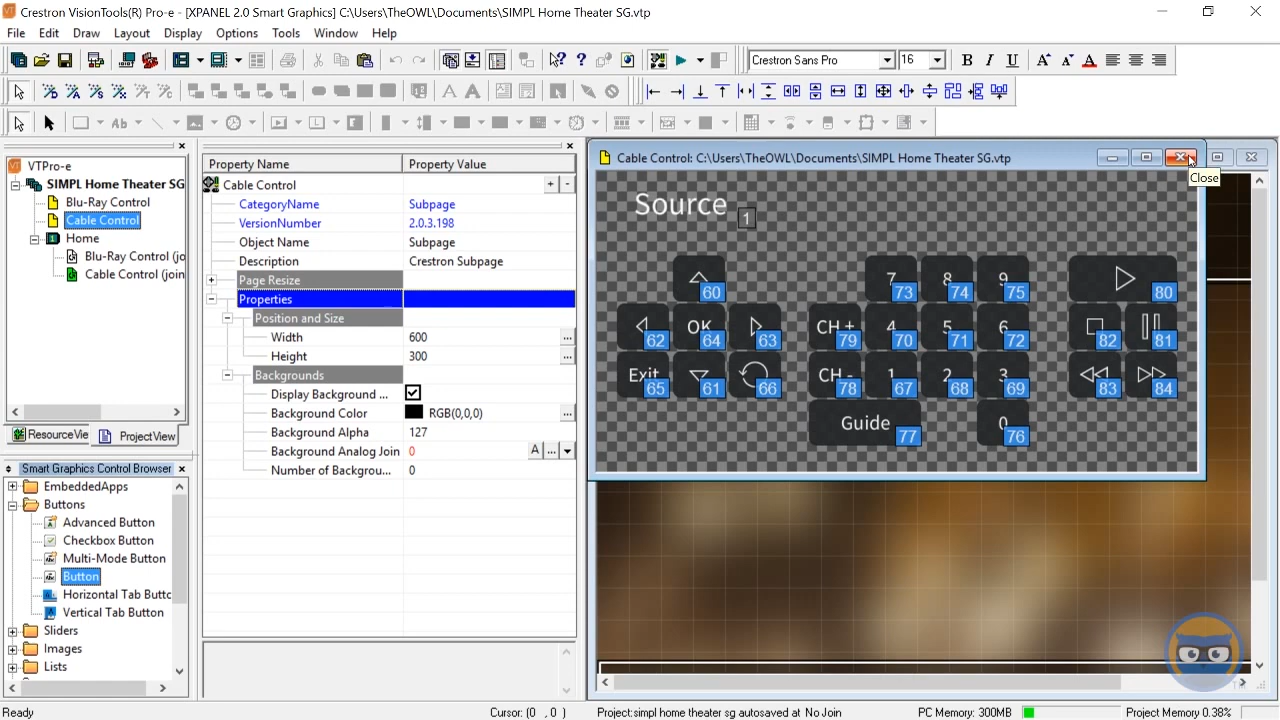 Crestron VisionTools(R) Pro-e - [XPANEL 2.0 Smart Graphics] C:\Users\TheOWL\Documents\SIMPL Home Theater SG.vtp
File Edit Draw Layout Display Options Tools Window Help
Crestron Sans Pro 16 B I U A A A
Ab
VTPro-e
SIMPL Home Theater SG
Blu-Ray Control
Cable Control
Home
Blu-Ray Control (jo
Cable Control (join
ResourceVie ProjectView
Smart Graphics Control Browser
EmbeddedApps
Buttons
Advanced Button
Checkbox Button
Multi-Mode Button
Button
Horizontal Tab Butto
Vertical Tab Button
Sliders
Images
Lists
Property Name Property Value
Cable Control + -
CategoryName Subpage
VersionNumber 2.0.3.198
Object Name Subpage
Description Crestron Subpage
Page Resize
Properties
Position and Size
Width 600 ...
Height 300 ...
Backgrounds
Display Background ...
Background Color RGB(0,0,0) ...
Background Alpha 127
Background Analog Join 0 A ...
Number of Backgrou... 0
Cable Control: C:\Users\TheOWL\Documents\SIMPL Home Theater SG.vtp
Close
Source 1
60 7 73 8 74 9 75 80
62 OK 64 63 CH + 79 4 70 5 71 6 72 82 81
Exit 65 61 66 CH - 78 1 67 2 68 3 69 83 84
Guide 77 0 76
Ready Cursor: (0 , 0 ) Project:simpl home theater sg autosaved at No Join PC Memory: 300MB Project Memory 0.38%